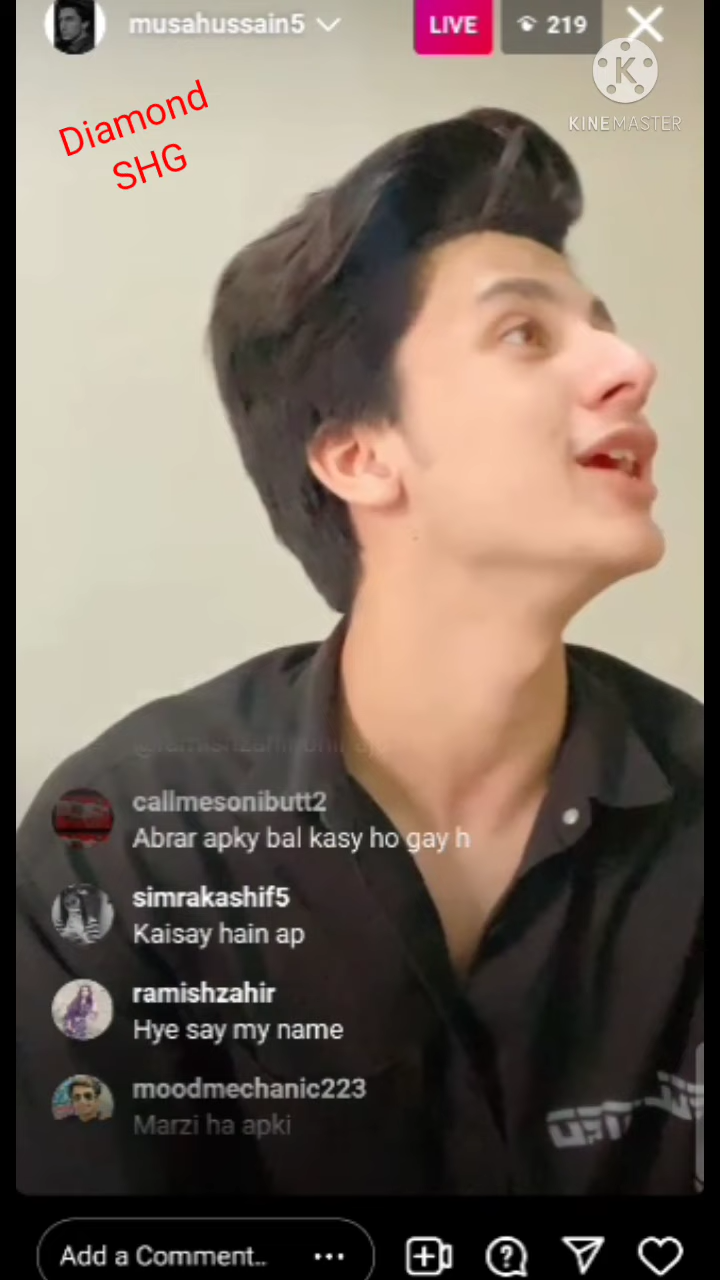 musahussain5
LIVE
219
KINEMASTER
Diamond
SHG
callmesonibutt2
Abrar apky bal kasy ho gay h
simrakashif5
Kaisay hain ap
ramishzahir
Hye say my name
moodmechanic223
Marzi ha apki
Add a Comment..